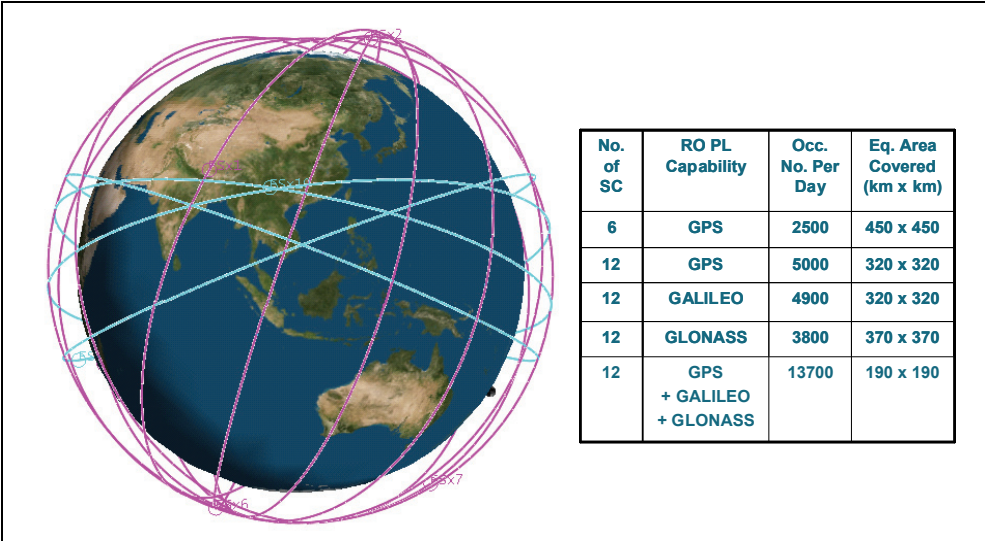 No. of SC RO PL Capability Occ. No. Per Day Eq. Area Covered (km x km)
6 GPS 2500 450 x 450
12 GPS 5000 320 x 320
12 GALILEO 4900 320 x 320
12 GLONASS 3800 370 x 370
12 GPS + GALILEO + GLONASS 13700 190 x 190